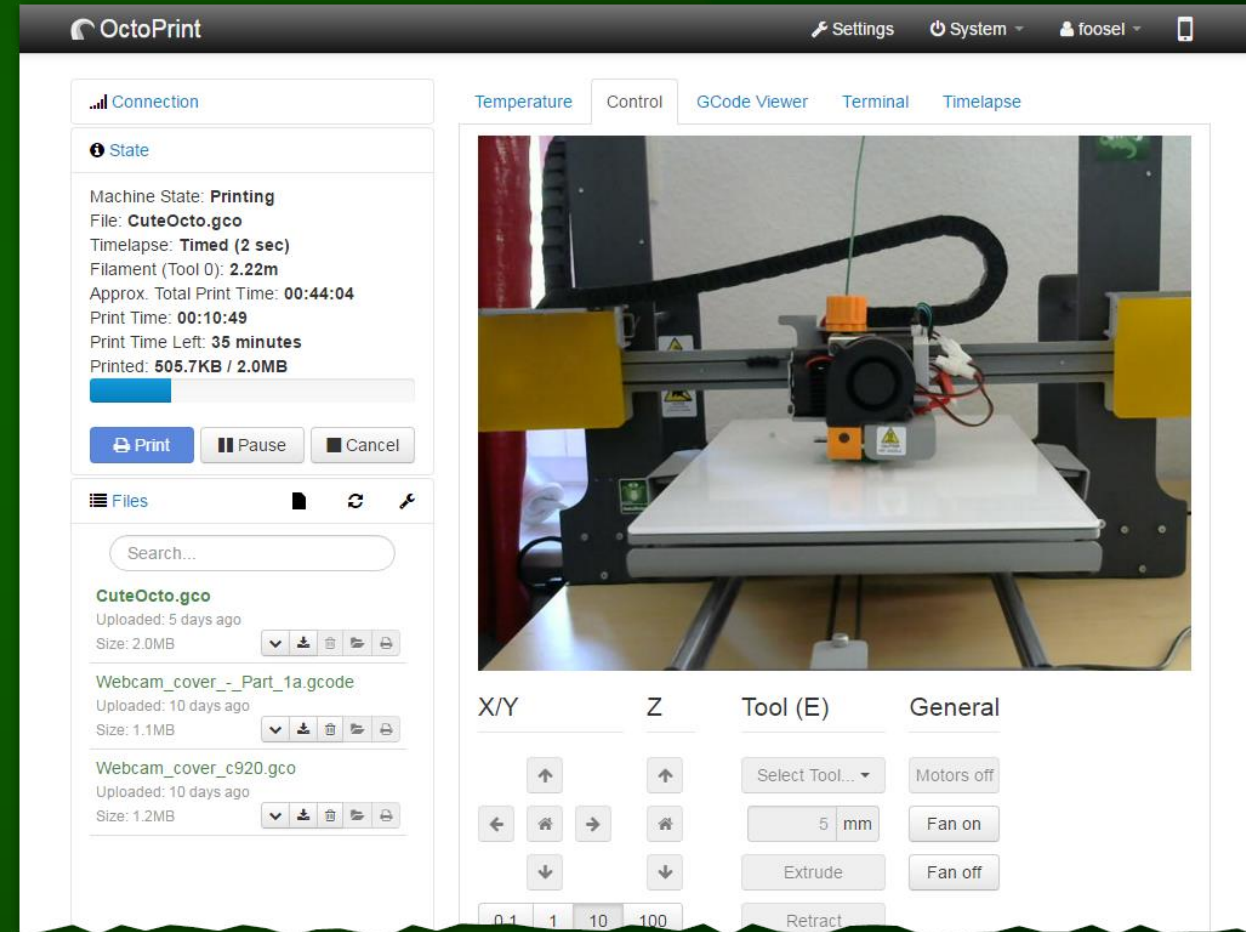 OctoPrint
Settings
System
foosel
Connection
State
Machine State: Printing
File: CuteOcto.gco
Timelapse: Timed (2 sec)
Filament (Tool 0): 2.22m
Approx. Total Print Time: 00:44:04
Print Time: 00:10:49
Print Time Left: 35 minutes
Printed: 505.7KB / 2.0MB
Print
Pause
Cancel
Files
Search...
CuteOcto.gco
Uploaded: 5 days ago
Size: 2.0MB
Webcam_cover_-_Part_1a.gcode
Uploaded: 10 days ago
Size: 1.1MB
Webcam_cover_c920.gco
Uploaded: 10 days ago
Size: 1.2MB
Temperature
Control
GCode Viewer
Terminal
Timelapse
X/Y
Z
Tool (E)
General
Select Tool...
Motors off
5 mm
Fan on
Extrude
Fan off
0.1 1 10 100
Retract